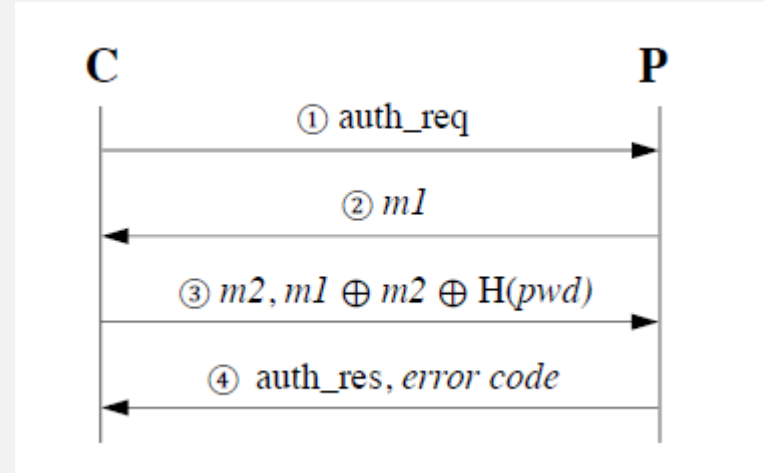 C P
① auth_req
② m1
③ m2, m1 ⊕ m2 ⊕ H(pwd)
④ auth_res, error code